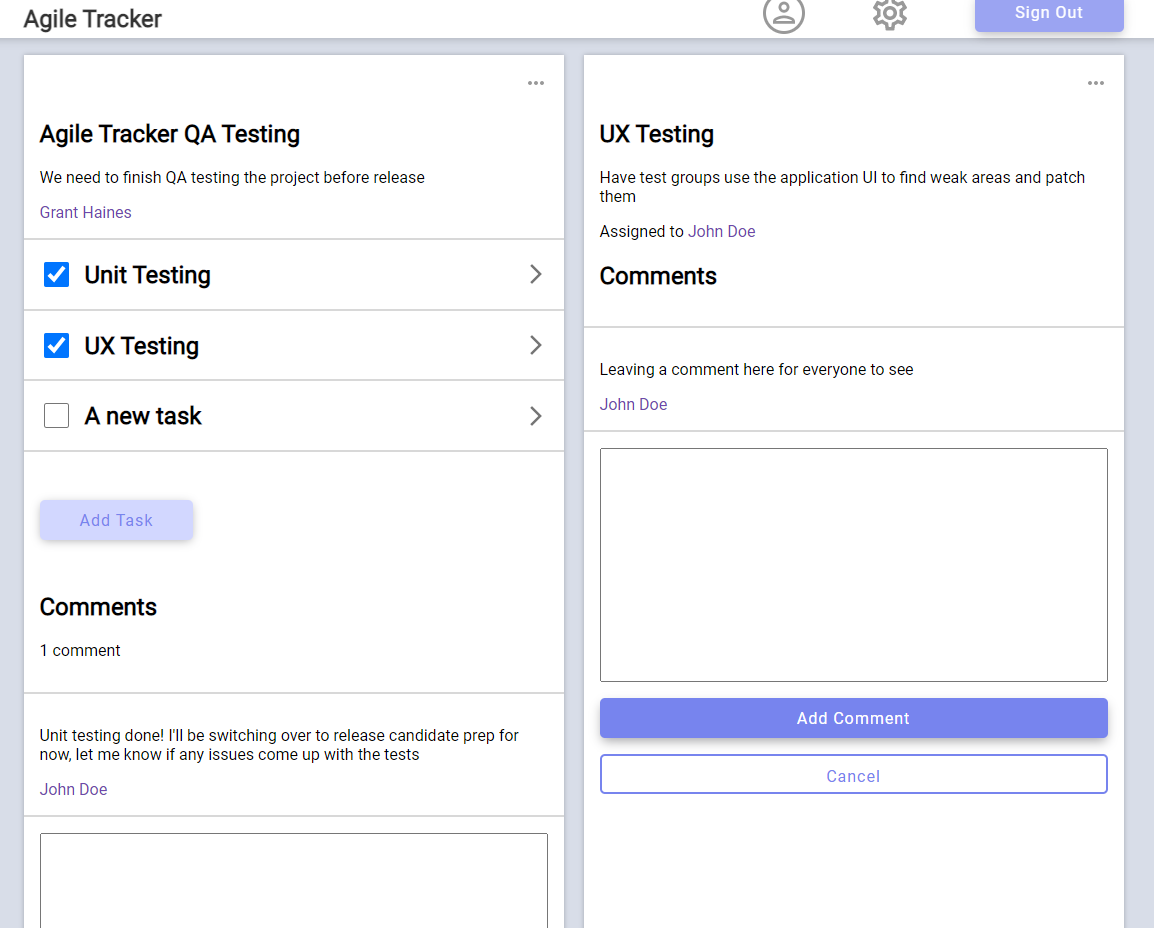 Agile Tracker
Sign Out
Agile Tracker QA Testing
We need to finish QA testing the project before release
Grant Haines
Unit Testing
UX Testing
A new task
Add Task
Comments
1 comment
Unit testing done! I'll be switching over to release candidate prep for
now, let me know if any issues come up with the tests
John Doe
UX Testing
Have test groups use the application UI to find weak areas and patch
them
Assigned to John Doe
Comments
Leaving a comment here for everyone to see
John Doe
Add Comment
Cancel